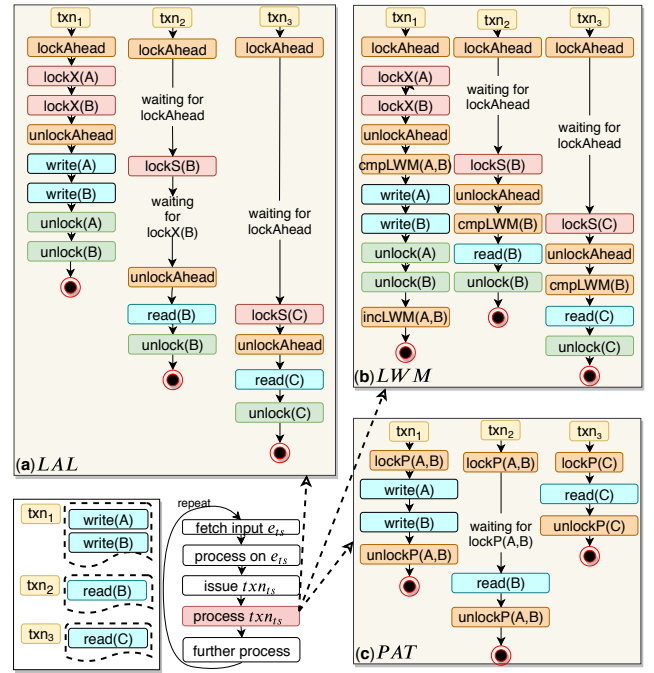 txn1
lockAhead
lockX(A)
lockX(B)
unlockAhead
write(A)
write(B)
unlock(A)
unlock(B)
txn2
lockAhead
waiting for
lockAhead
lockS(B)
waiting
for
lockX(B)
unlockAhead
read(B)
unlock(B)
txn3
lockAhead
waiting for
lockAhead
lockS(C)
unlockAhead
read(C)
unlock(C)
(a) LAL
txn1
lockAhead
lockX(A)
lockX(B)
unlockAhead
cmpLWM(A,B)
write(A)
write(B)
unlock(A)
unlock(B)
incLWM(A,B)
txn2
lockAhead
waiting for
lockAhead
lockS(B)
unlockAhead
cmpLWM(B)
read(B)
unlock(B)
txn3
lockAhead
waiting for
lockAhead
lockS(C)
unlockAhead
cmpLWM(B)
read(C)
unlock(C)
(b) LWM
txn1
write(A)
write(B)
txn2
read(B)
txn3
read(C)
repeat
fetch input ets
process on ets
issue txnts
process txnts
further process
txn1
lockP(A,B)
write(A)
write(B)
unlockP(A,B)
txn2
lockP(A,B)
waiting for
lockP(A,B)
read(B)
unlockP(A,B)
txn3
lockP(C)
read(C)
unlockP(C)
(c) PAT